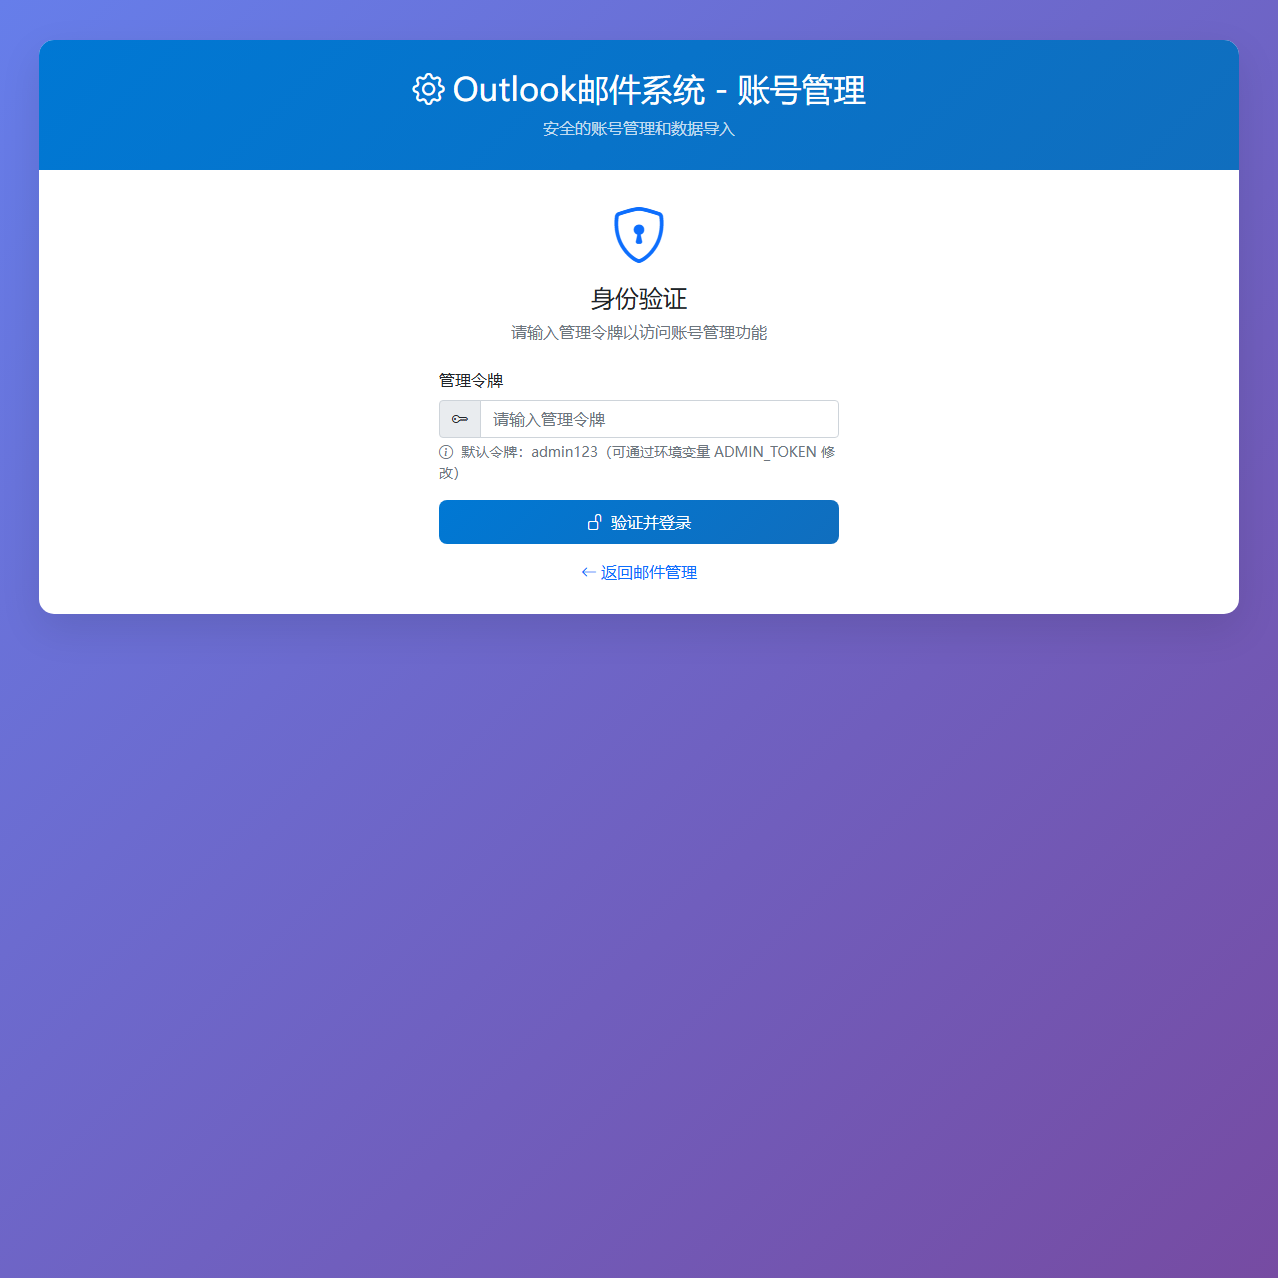 Outlook邮件系统 - 账号管理
安全的账号管理和数据导入
身份验证
请输入管理令牌以访问账号管理功能
管理令牌
请输入管理令牌
默认令牌：admin123（可通过环境变量 ADMIN_TOKEN 修
改）
验证并登录
返回邮件管理